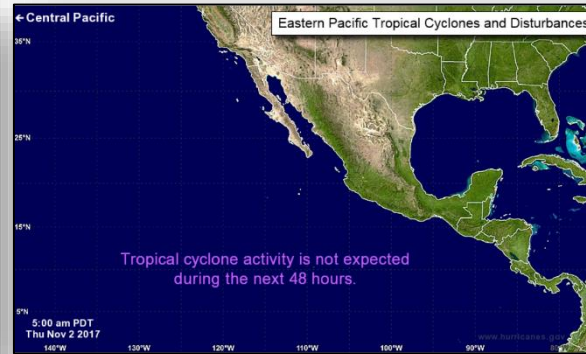 ←Central Pacific
Eastern Pacific Tropical Cyclones and Disturbances
35°N
25°N
15°N
Tropical cyclone activity is not expected
during the next 48 hours.
5°N
5:00 am PDT
Thu Nov 2 2017
www.hurricanes.gov
140°W 130°W 120°W 110°W 100°W 90°W